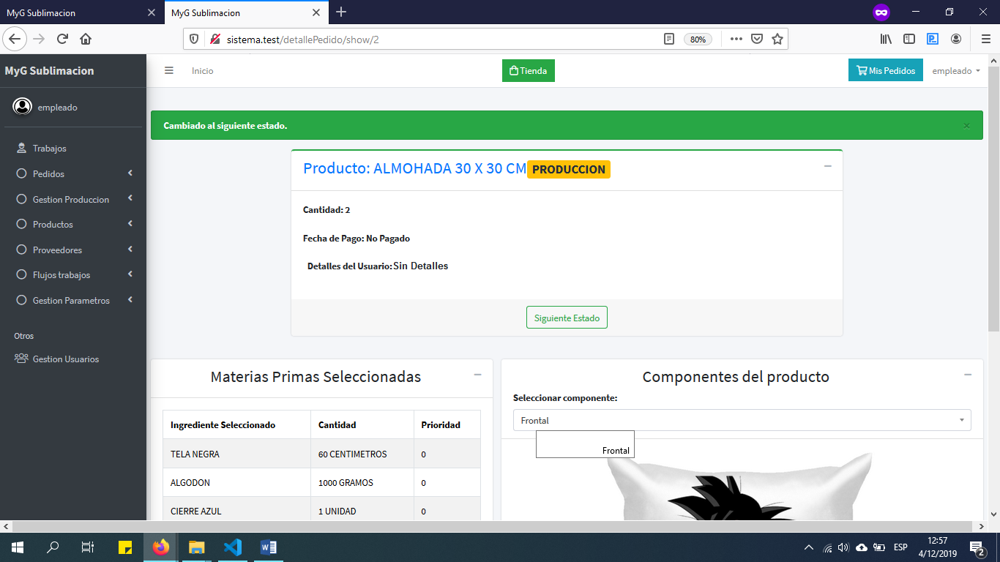 MyG Sublimacion
MyG Sublimacion
sistema.test/detallePedido/show/2
80%
MyG Sublimacion
Inicio
Tienda
Mis Pedidos
empleado
empleado
Cambiado al siguiente estado.
×
Trabajos
Pedidos
Gestion Produccion
Productos
Proveedores
Flujos trabajos
Gestion Parametros
Otros
Gestion Usuarios
Producto: ALMOHADA 30 X 30 CM PRODUCCION
Cantidad: 2
Fecha de Pago: No Pagado
Detalles del Usuario: Sin Detalles
Siguiente Estado
Materias Primas Seleccionadas
Ingrediente Seleccionado Cantidad Prioridad
TELA NEGRA 60 CENTIMETROS 0
ALGODON 1000 GRAMOS 0
CIERRE AZUL 1 UNIDAD 0
Componentes del producto
Seleccionar componente:
Frontal
Frontal
ESP
12:57
4/12/2019
2